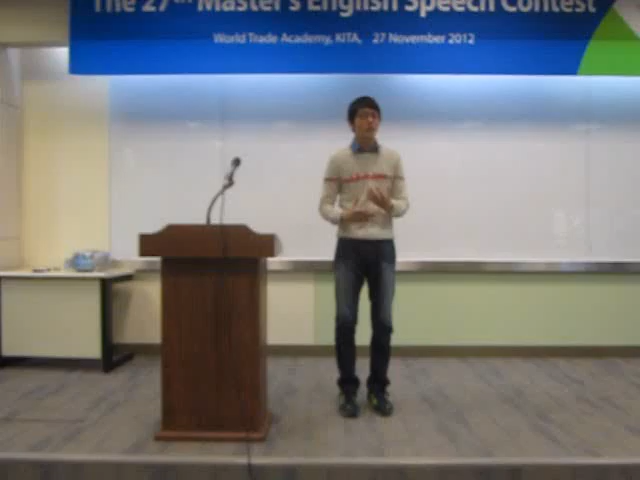 The 27th Master's English Speech Contest
World Trade Academy, KITA, 27 November 2012